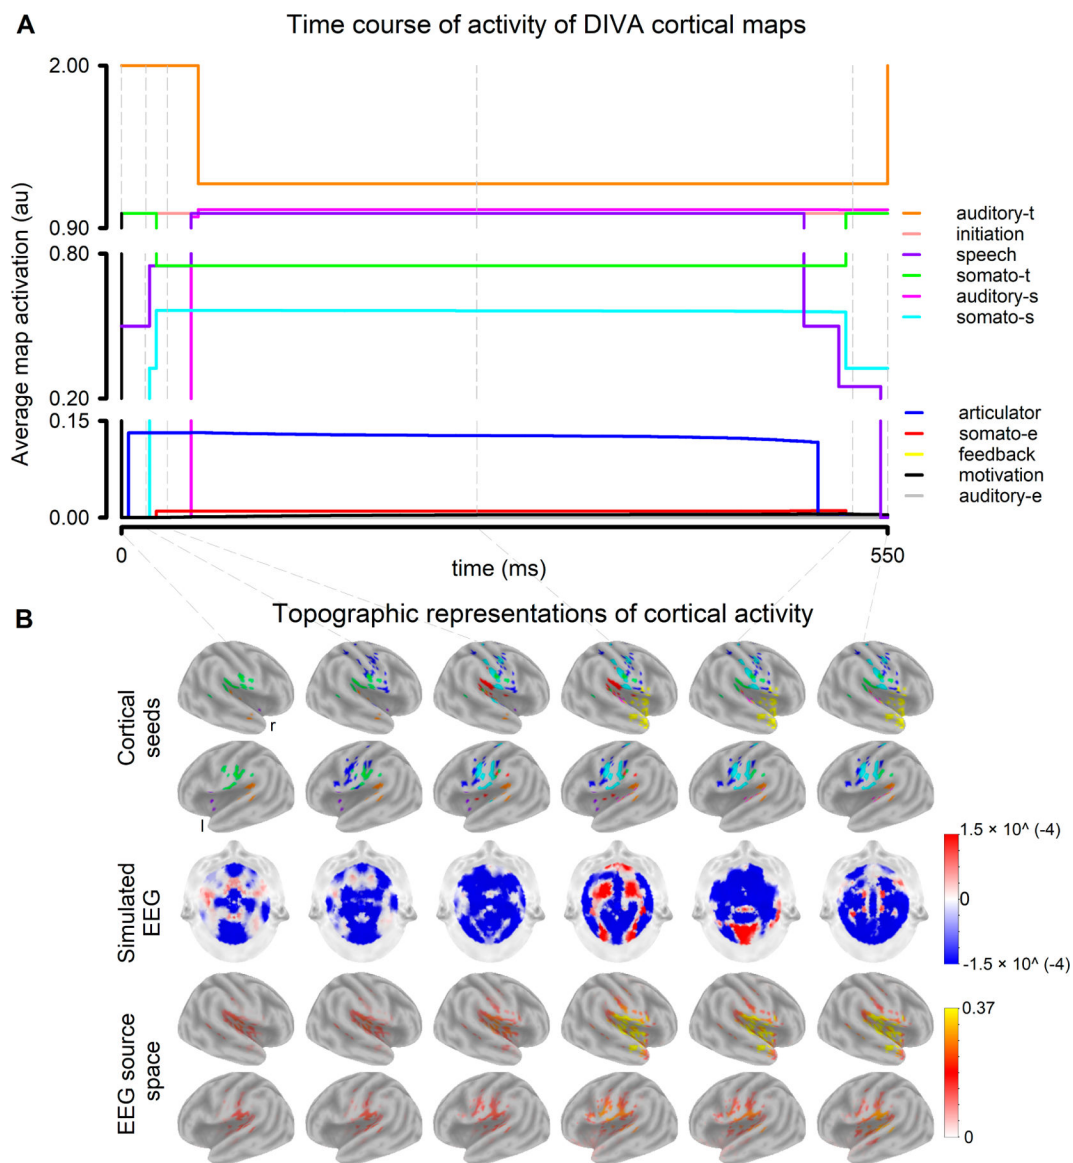 A
Time course of activity of DIVA cortical maps
Average map activation (au)
2.00
0.90
0.80
0.20
0.15
0.00
auditory-t
initiation
speech
somato-t
auditory-s
somato-s
articulator
somato-e
feedback
motivation
auditory-e
0
time (ms)
550
B
Topographic representations of cortical activity
Cortical
seeds
r
l
Simulated
EEG
1.5 × 10^ (-4)
0
-1.5 × 10^ (-4)
EEG source
space
0.37
0